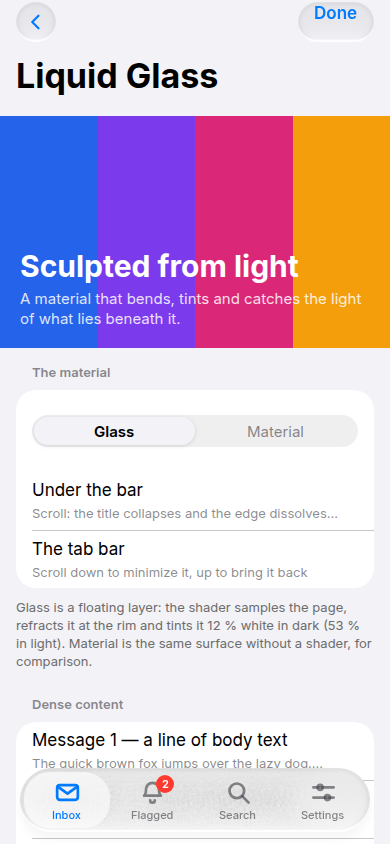 Done
Liquid Glass
Sculpted from light
A material that bends, tints and catches the light
of what lies beneath it.
The material
Glass
Material
Under the bar
Scroll: the title collapses and the edge dissolves...
The tab bar
Scroll down to minimize it, up to bring it back
Glass is a floating layer: the shader samples the page,
refracts it at the rim and tints it 12 % white in dark (53 %
in light). Material is the same surface without a shader, for
comparison.
Dense content
Message 1 — a line of body text
The quick brown fox jumps over the lazy dog....
2
Inbox
Flagged
Search
Settings